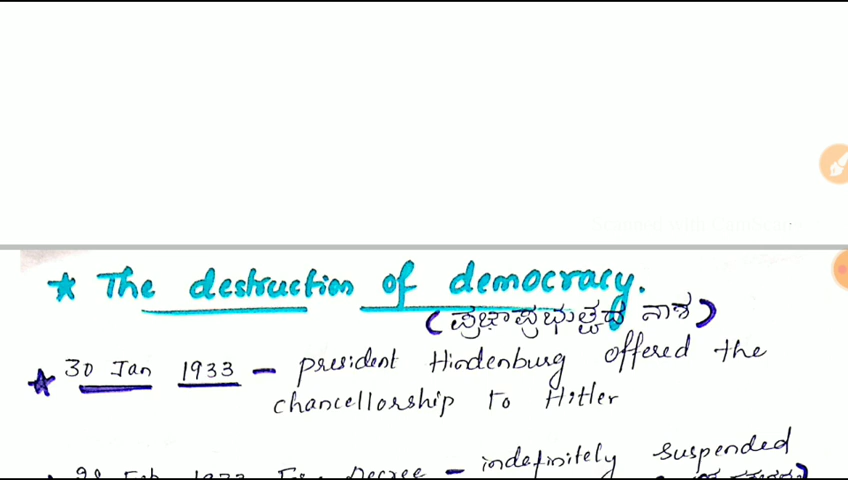 ★ The destruction of democracy.
(ಪ್ರಜಾಪ್ರಭುತ್ವದ ನಾಶ)
★ 30 Jan 1933 - president Hindenburg offered the
chancellorship to Hitler
Decree - indefinitely suspended